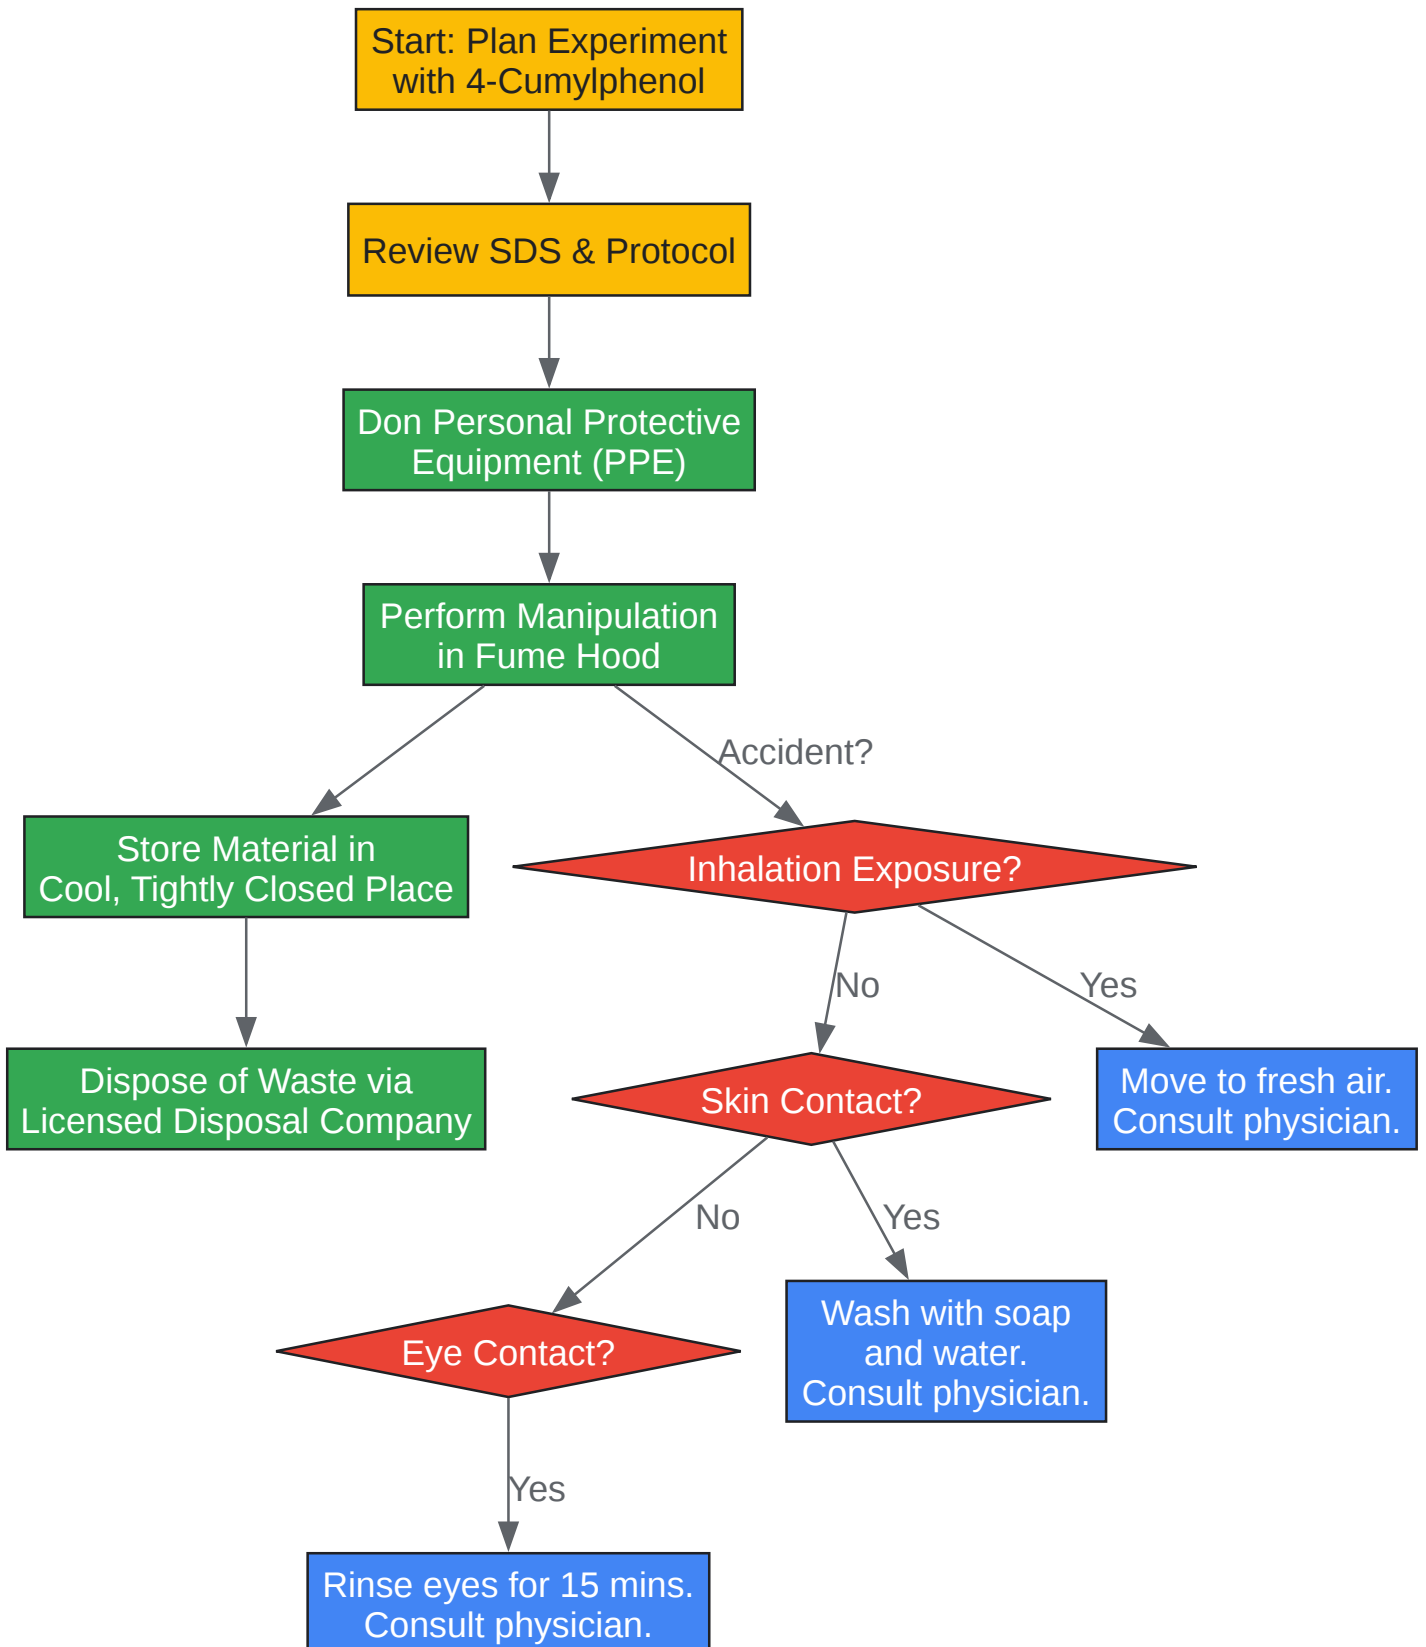 Start: Plan Experiment
with 4-Cumylphenol
Review SDS & Protocol
Don Personal Protective
Equipment (PPE)
Perform Manipulation
in Fume Hood
Accident?
Store Material in
Cool, Tightly Closed Place
Inhalation Exposure?
No
Yes
Dispose of Waste via
Licensed Disposal Company
Skin Contact?
Move to fresh air.
Consult physician.
No
Yes
Eye Contact?
Wash with soap
and water.
Consult physician.
Yes
Rinse eyes for 15 mins.
Consult physician.